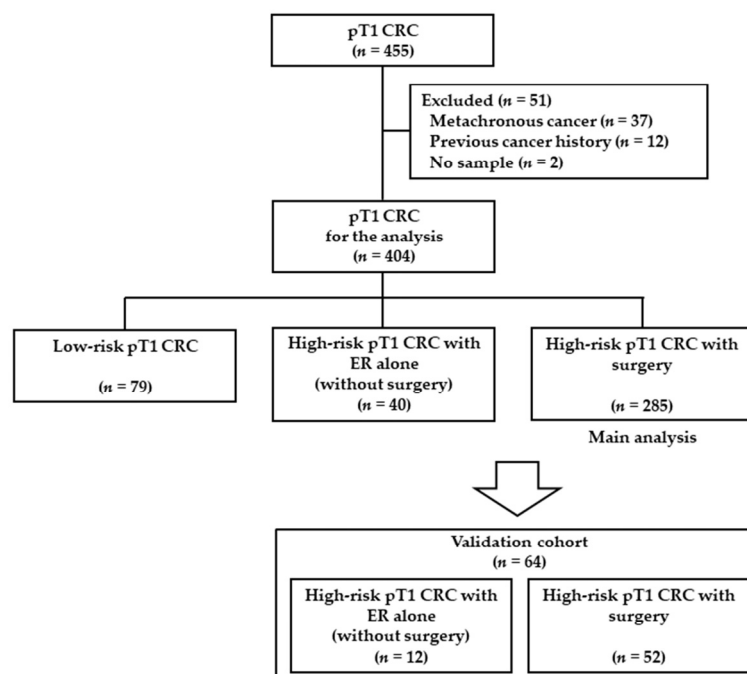 pT1 CRC
(n = 455)
Excluded (n = 51)
Metachronous cancer (n = 37)
Previous cancer history (n = 12)
No sample (n = 2)
pT1 CRC
for the analysis
(n = 404)
Low-risk pT1 CRC
(n = 79)
High-risk pT1 CRC with
ER alone
(without surgery)
(n = 40)
High-risk pT1 CRC with
surgery
(n = 285)
Main analysis
Validation cohort
(n = 64)
High-risk pT1 CRC with
ER alone
(without surgery)
(n = 12)
High-risk pT1 CRC with
surgery
(n = 52)